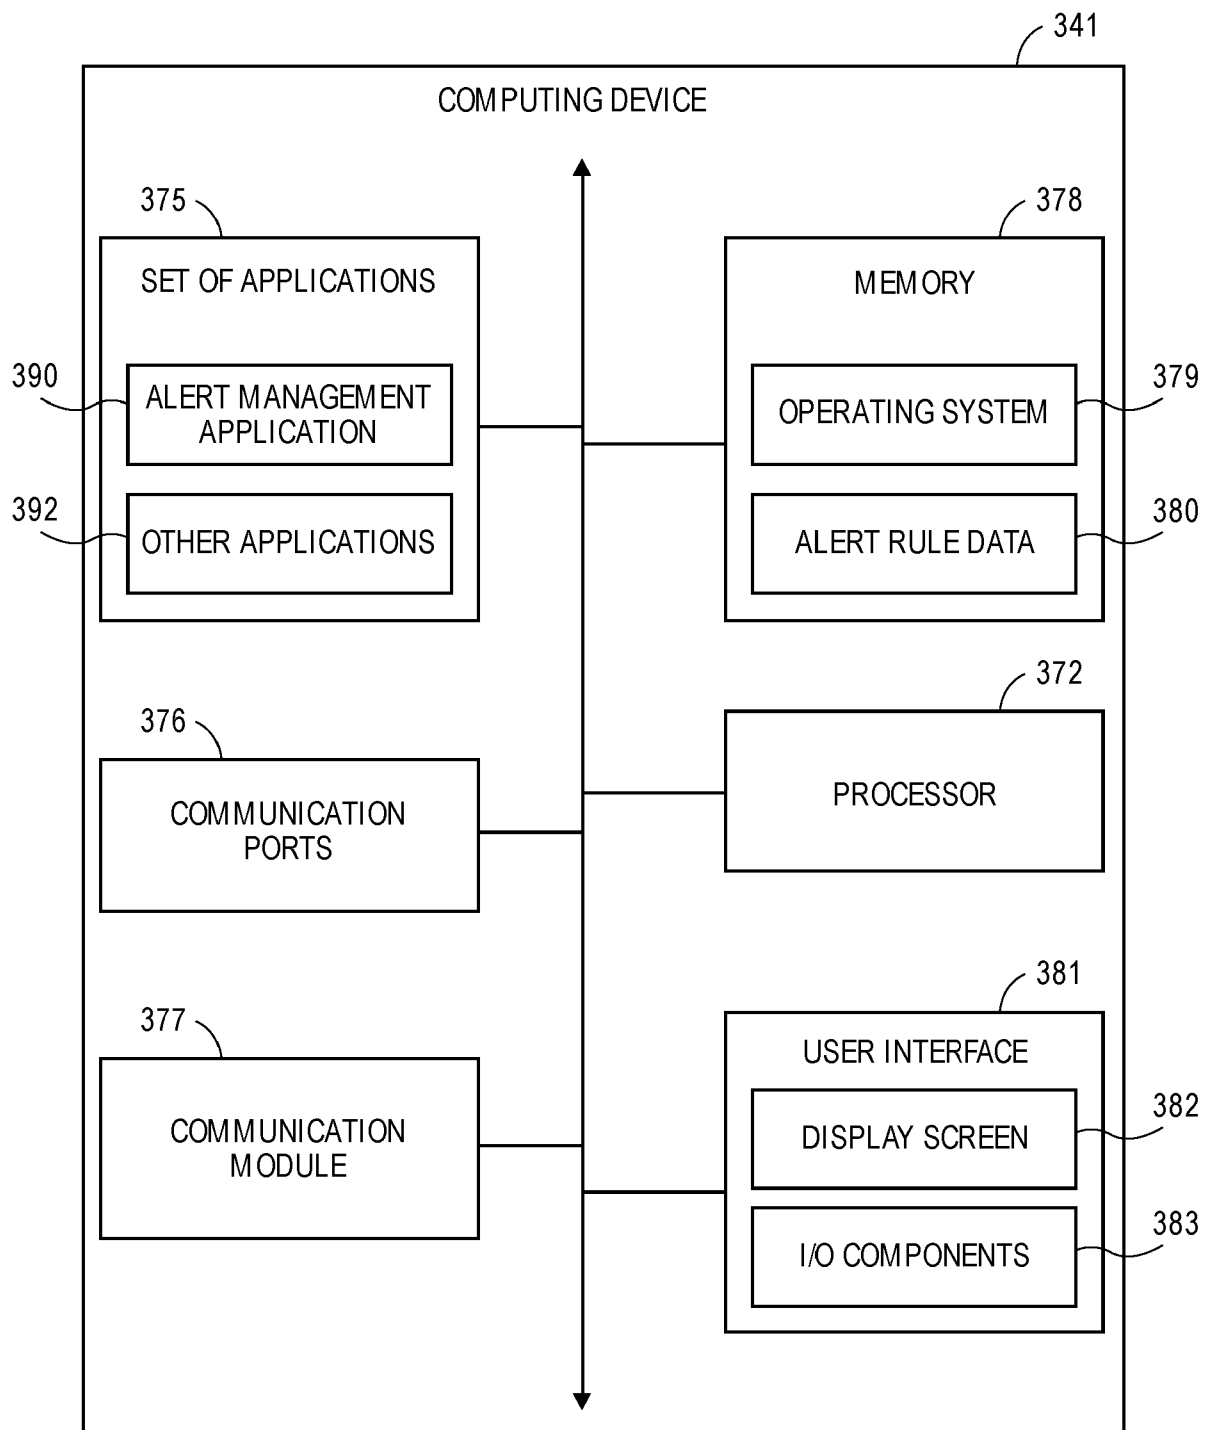 341
COMPUTING DEVICE
375
SET OF APPLICATIONS
390
ALERT MANAGEMENT
APPLICATION
392
OTHER APPLICATIONS
378
MEMORY
379
OPERATING SYSTEM
380
ALERT RULE DATA
376
COMMUNICATION
PORTS
372
PROCESSOR
377
COMMUNICATION
MODULE
381
USER INTERFACE
382
DISPLAY SCREEN
383
I/O COMPONENTS